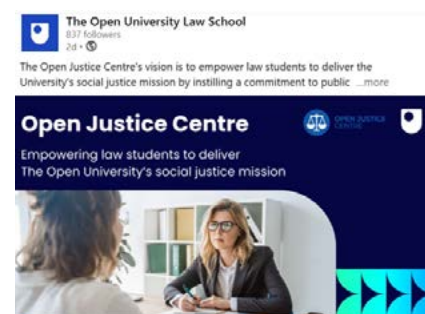 The Open University Law School
837 followers
2d •
The Open Justice Centre's vision is to empower law students to deliver the
University's social justice mission by instilling a commitment to public ...more
Open Justice Centre
OPEN JUSTICE
CENTRE
Empowering law students to deliver
The Open University's social justice mission